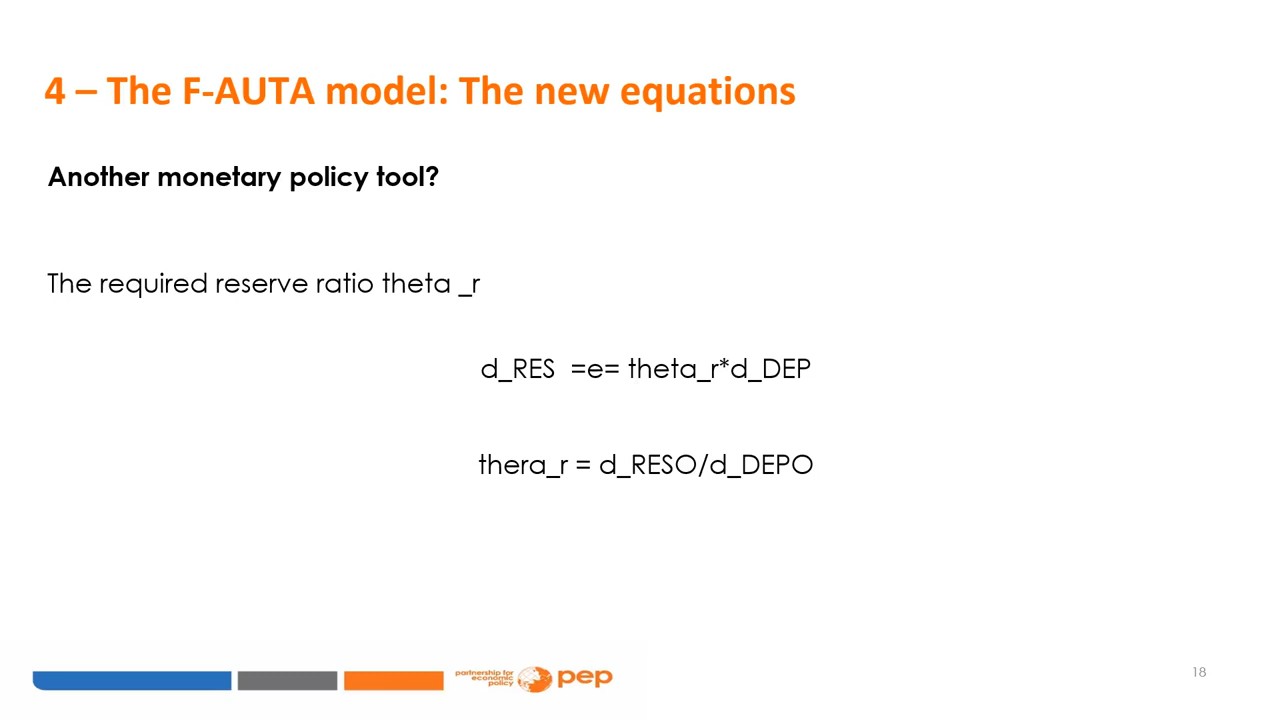 4 – The F-AUTA model: The new equations
Another monetary policy tool?
The required reserve ratio theta _r
d_RES =e= theta_r*d_DEP
thera_r = d_RESO/d_DEPO
partnership for
economic
policy
pep
18